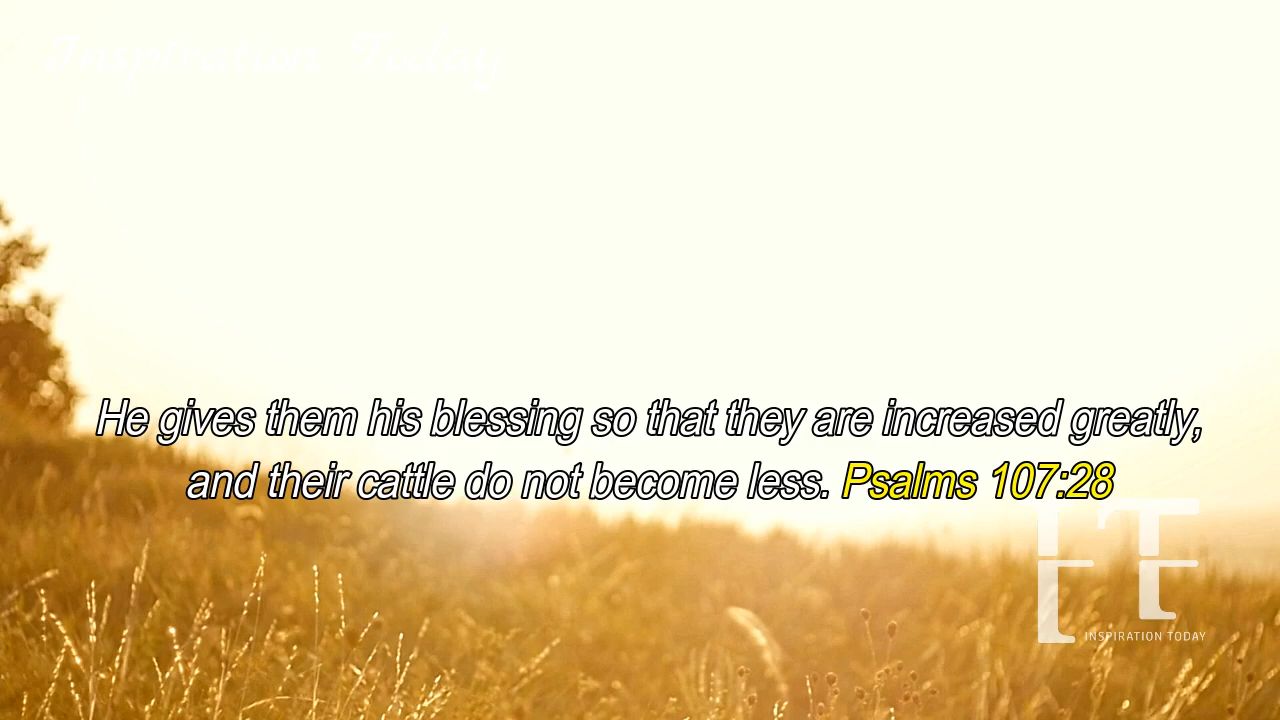 Inspiration Today
He gives them his blessing so that they are increased greatly,
and their cattle do not become less. Psalms 107:28
INSPIRATION TODAY